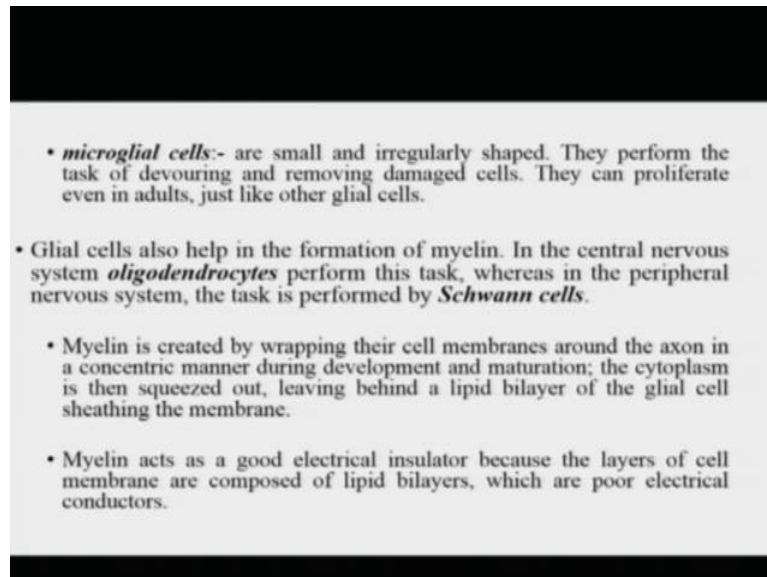 • microglial cells:- are small and irregularly shaped. They perform the
task of devouring and removing damaged cells. They can proliferate
even in adults, just like other glial cells.
• Glial cells also help in the formation of myelin. In the central nervous
system oligodendrocytes perform this task, whereas in the peripheral
nervous system, the task is performed by Schwann cells.
• Myelin is created by wrapping their cell membranes around the axon in
a concentric manner during development and maturation; the cytoplasm
is then squeezed out, leaving behind a lipid bilayer of the glial cell
sheathing the membrane.
• Myelin acts as a good electrical insulator because the layers of cell
membrane are composed of lipid bilayers, which are poor electrical
conductors.